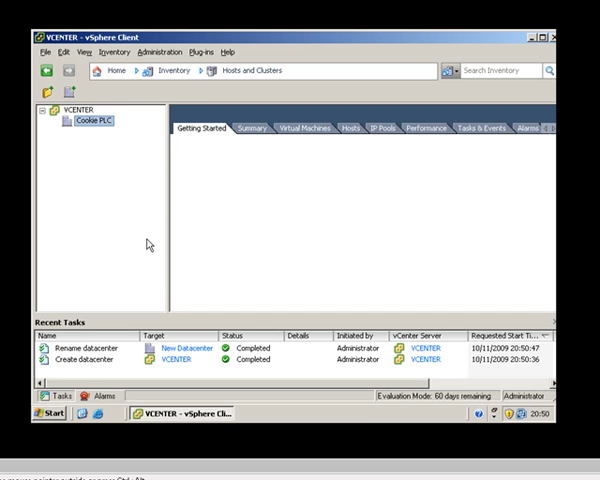 VCENTER - vSphere Client
File Edit View Inventory Administration Plug-ins Help
Home Inventory Hosts and Clusters Search Inventory
VCENTER
Cookie PLC
Getting Started Summary Virtual Machines Hosts IP Pools Performance Tasks & Events Alarms
Recent Tasks
Name Target Status Details Initiated by vCenter Server Requested Start Ti...
Rename datacenter New Datacenter Completed Administrator VCENTER 10/11/2009 20:50:47
Create datacenter VCENTER Completed Administrator VCENTER 10/11/2009 20:50:36
Tasks Alarms Evaluation Mode: 60 days remaining Administrator
Start VCENTER - vSphere Cli... 20:50